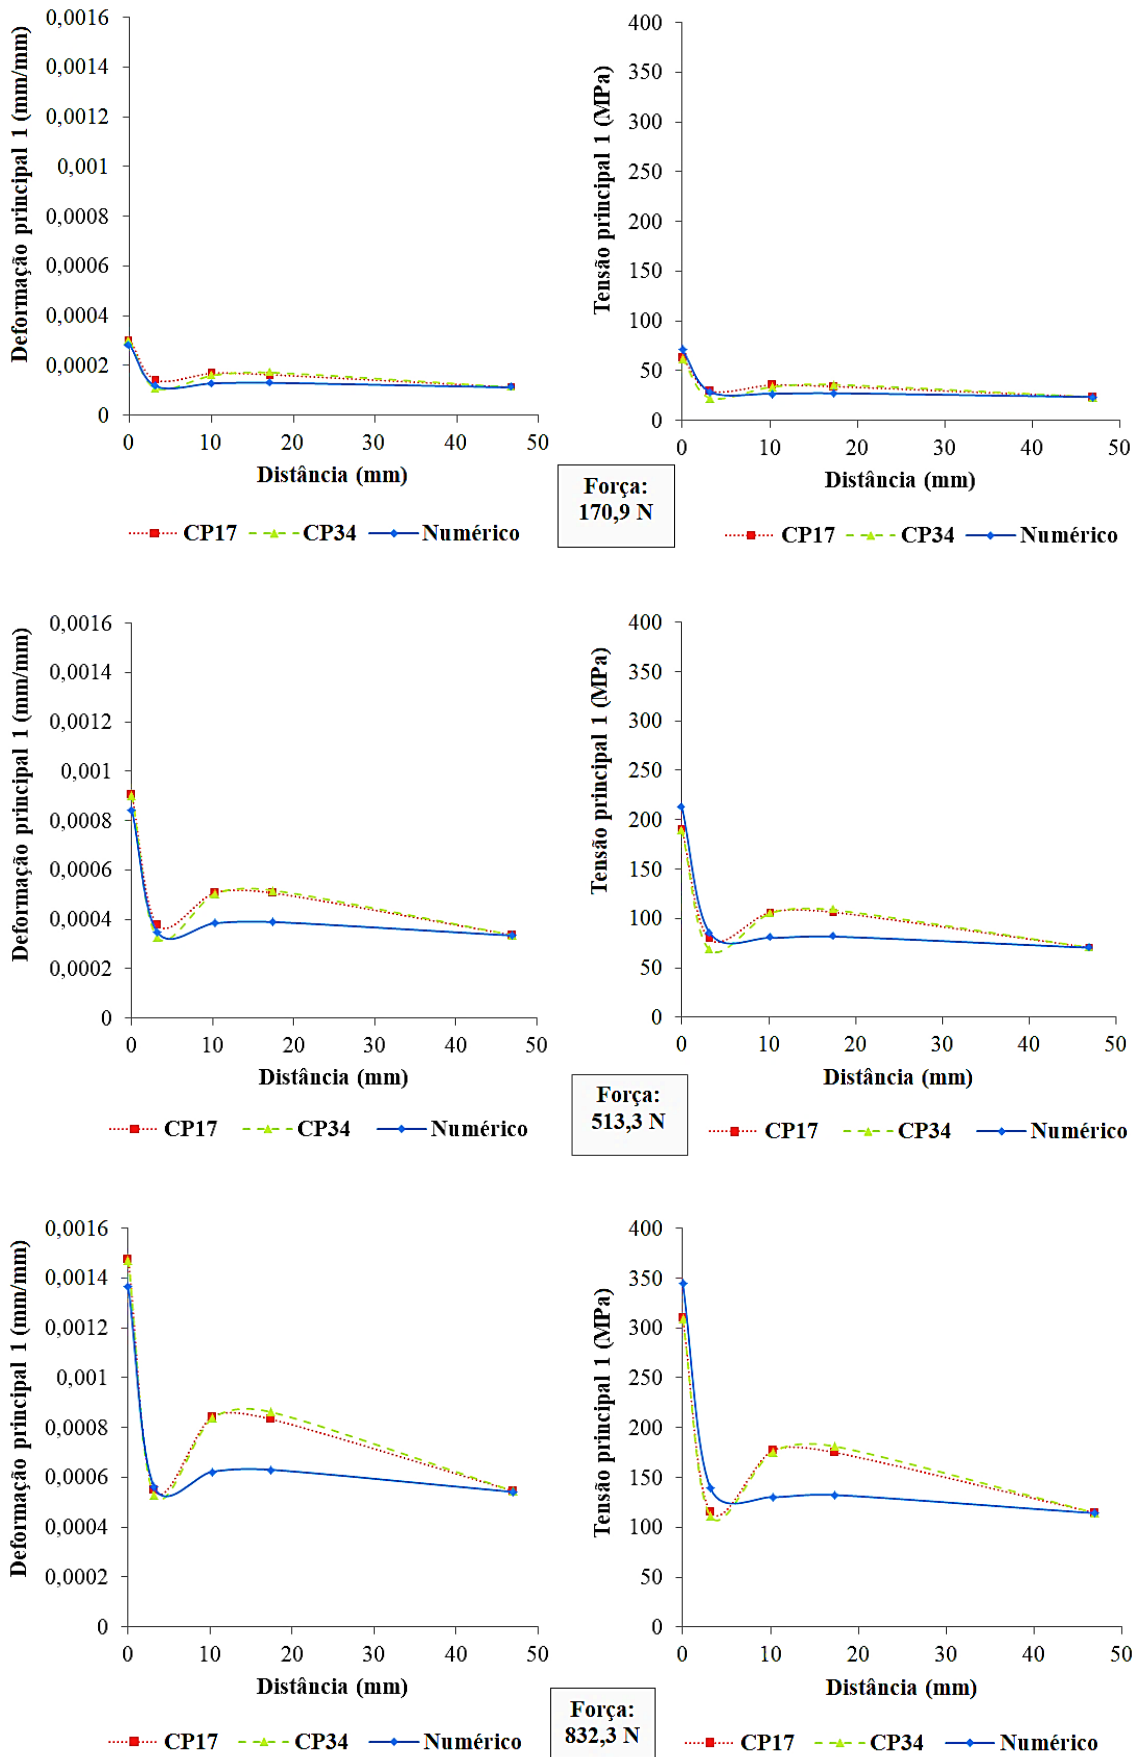 Deformação principal 1 (mm/mm)
0,0016
0,0014
0,0012
0,001
0,0008
0,0006
0,0004
0,0002
0
0 10 20 30 40 50
Distância (mm)
CP17 CP34 Numérico
Tensão principal 1 (MPa)
400
350
300
250
200
150
100
50
0
0 10 20 30 40 50
Distância (mm)
CP17 CP34 Numérico
Força:
170,9 N
Deformação principal 1 (mm/mm)
0,0016
0,0014
0,0012
0,001
0,0008
0,0006
0,0004
0,0002
0
0 10 20 30 40 50
Distância (mm)
CP17 CP34 Numérico
Tensão principal 1 (MPa)
400
350
300
250
200
150
100
50
0
0 10 20 30 40 50
Distância (mm)
CP17 CP34 Numérico
Força:
513,3 N
Deformação principal 1 (mm/mm)
0,0016
0,0014
0,0012
0,001
0,0008
0,0006
0,0004
0,0002
0
0 10 20 30 40 50
Distância (mm)
CP17 CP34 Numérico
Tensão principal 1 (MPa)
400
350
300
250
200
150
100
50
0
0 10 20 30 40 50
Distância (mm)
CP17 CP34 Numérico
Força:
832,3 N